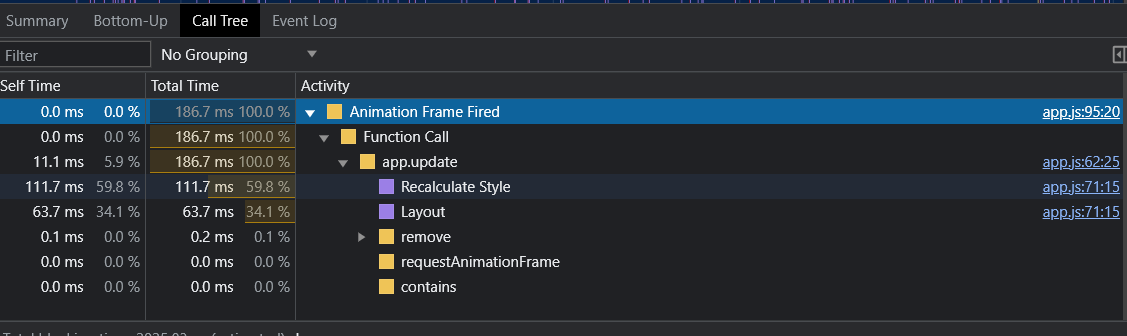 Summary Bottom-Up Call Tree Event Log
Filter No Grouping
Self Time Total Time Activity
0.0 ms 0.0 % 186.7 ms 100.0 % Animation Frame Fired app.js:95:20
0.0 ms 0.0 % 186.7 ms 100.0 % Function Call
11.1 ms 5.9 % 186.7 ms 100.0 % app.update app.js:62:25
111.7 ms 59.8 % 111.7 ms 59.8 % Recalculate Style app.js:71:15
63.7 ms 34.1 % 63.7 ms 34.1 % Layout app.js:71:15
0.1 ms 0.0 % 0.2 ms 0.1 % remove
0.0 ms 0.0 % 0.0 ms 0.0 % requestAnimationFrame
0.0 ms 0.0 % 0.0 ms 0.0 % contains